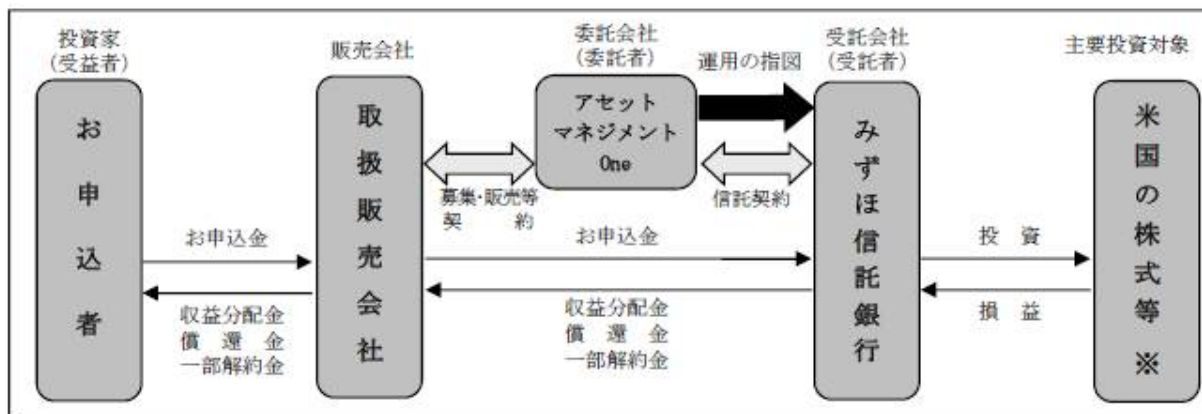 投資家
(受益者)
お申込者
販売会社
取扱販売会社
委託会社
(委託者)
アセット
マネジメント
One
運用の指図
受託会社
(受託者)
みずほ信託銀行
主要投資対象
米国の株式等※
募集・販売等
契　約
信託契約
お申込金
お申込金
投　資
収益分配金
償　還　金
一部解約金
収益分配金
償　還　金
一部解約金
損　益